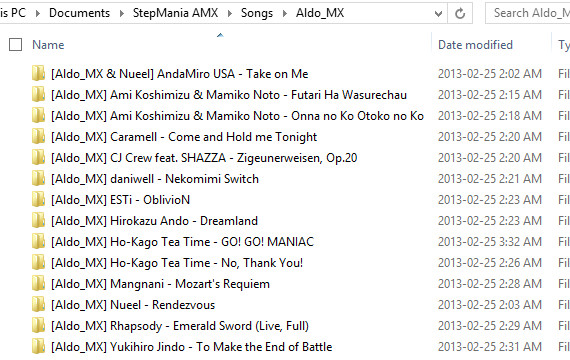 is PC > Documents > StepMania AMX > Songs > Aldo_MX Search Aldo_M
Name Date modified Ty
[Aldo_MX & Nueel] AndaMiro USA - Take on Me 2013-02-25 2:02 AM Fil
[Aldo_MX] Ami Koshimizu & Mamiko Noto - Futari Ha Wasurechau 2013-02-25 2:15 AM Fil
[Aldo_MX] Ami Koshimizu & Mamiko Noto - Onna no Ko Otoko no Ko 2013-02-25 2:18 AM Fil
[Aldo_MX] Caramell - Come and Hold me Tonight 2013-02-25 2:20 AM Fil
[Aldo_MX] CJ Crew feat. SHAZZA - Zigeunerweisen, Op.20 2013-02-25 2:20 AM Fil
[Aldo_MX] daniwell - Nekomimi Switch 2013-02-25 2:21 AM Fil
[Aldo_MX] ESTi - OblivioN 2013-02-25 2:23 AM Fil
[Aldo_MX] Hirokazu Ando - Dreamland 2013-02-25 2:23 AM Fil
[Aldo_MX] Ho-Kago Tea Time - GO! GO! MANIAC 2013-02-25 3:32 AM Fil
[Aldo_MX] Ho-Kago Tea Time - No, Thank You! 2013-02-25 2:26 AM Fil
[Aldo_MX] Mangnani - Mozart's Requiem 2013-02-25 2:28 AM Fil
[Aldo_MX] Nueel - Rendezvous 2013-02-25 2:03 AM Fil
[Aldo_MX] Rhapsody - Emerald Sword (Live, Full) 2013-02-25 2:29 AM Fil
[Aldo_MX] Yukihiro Jindo - To Make the End of Battle 2013-02-25 2:31 AM Fil